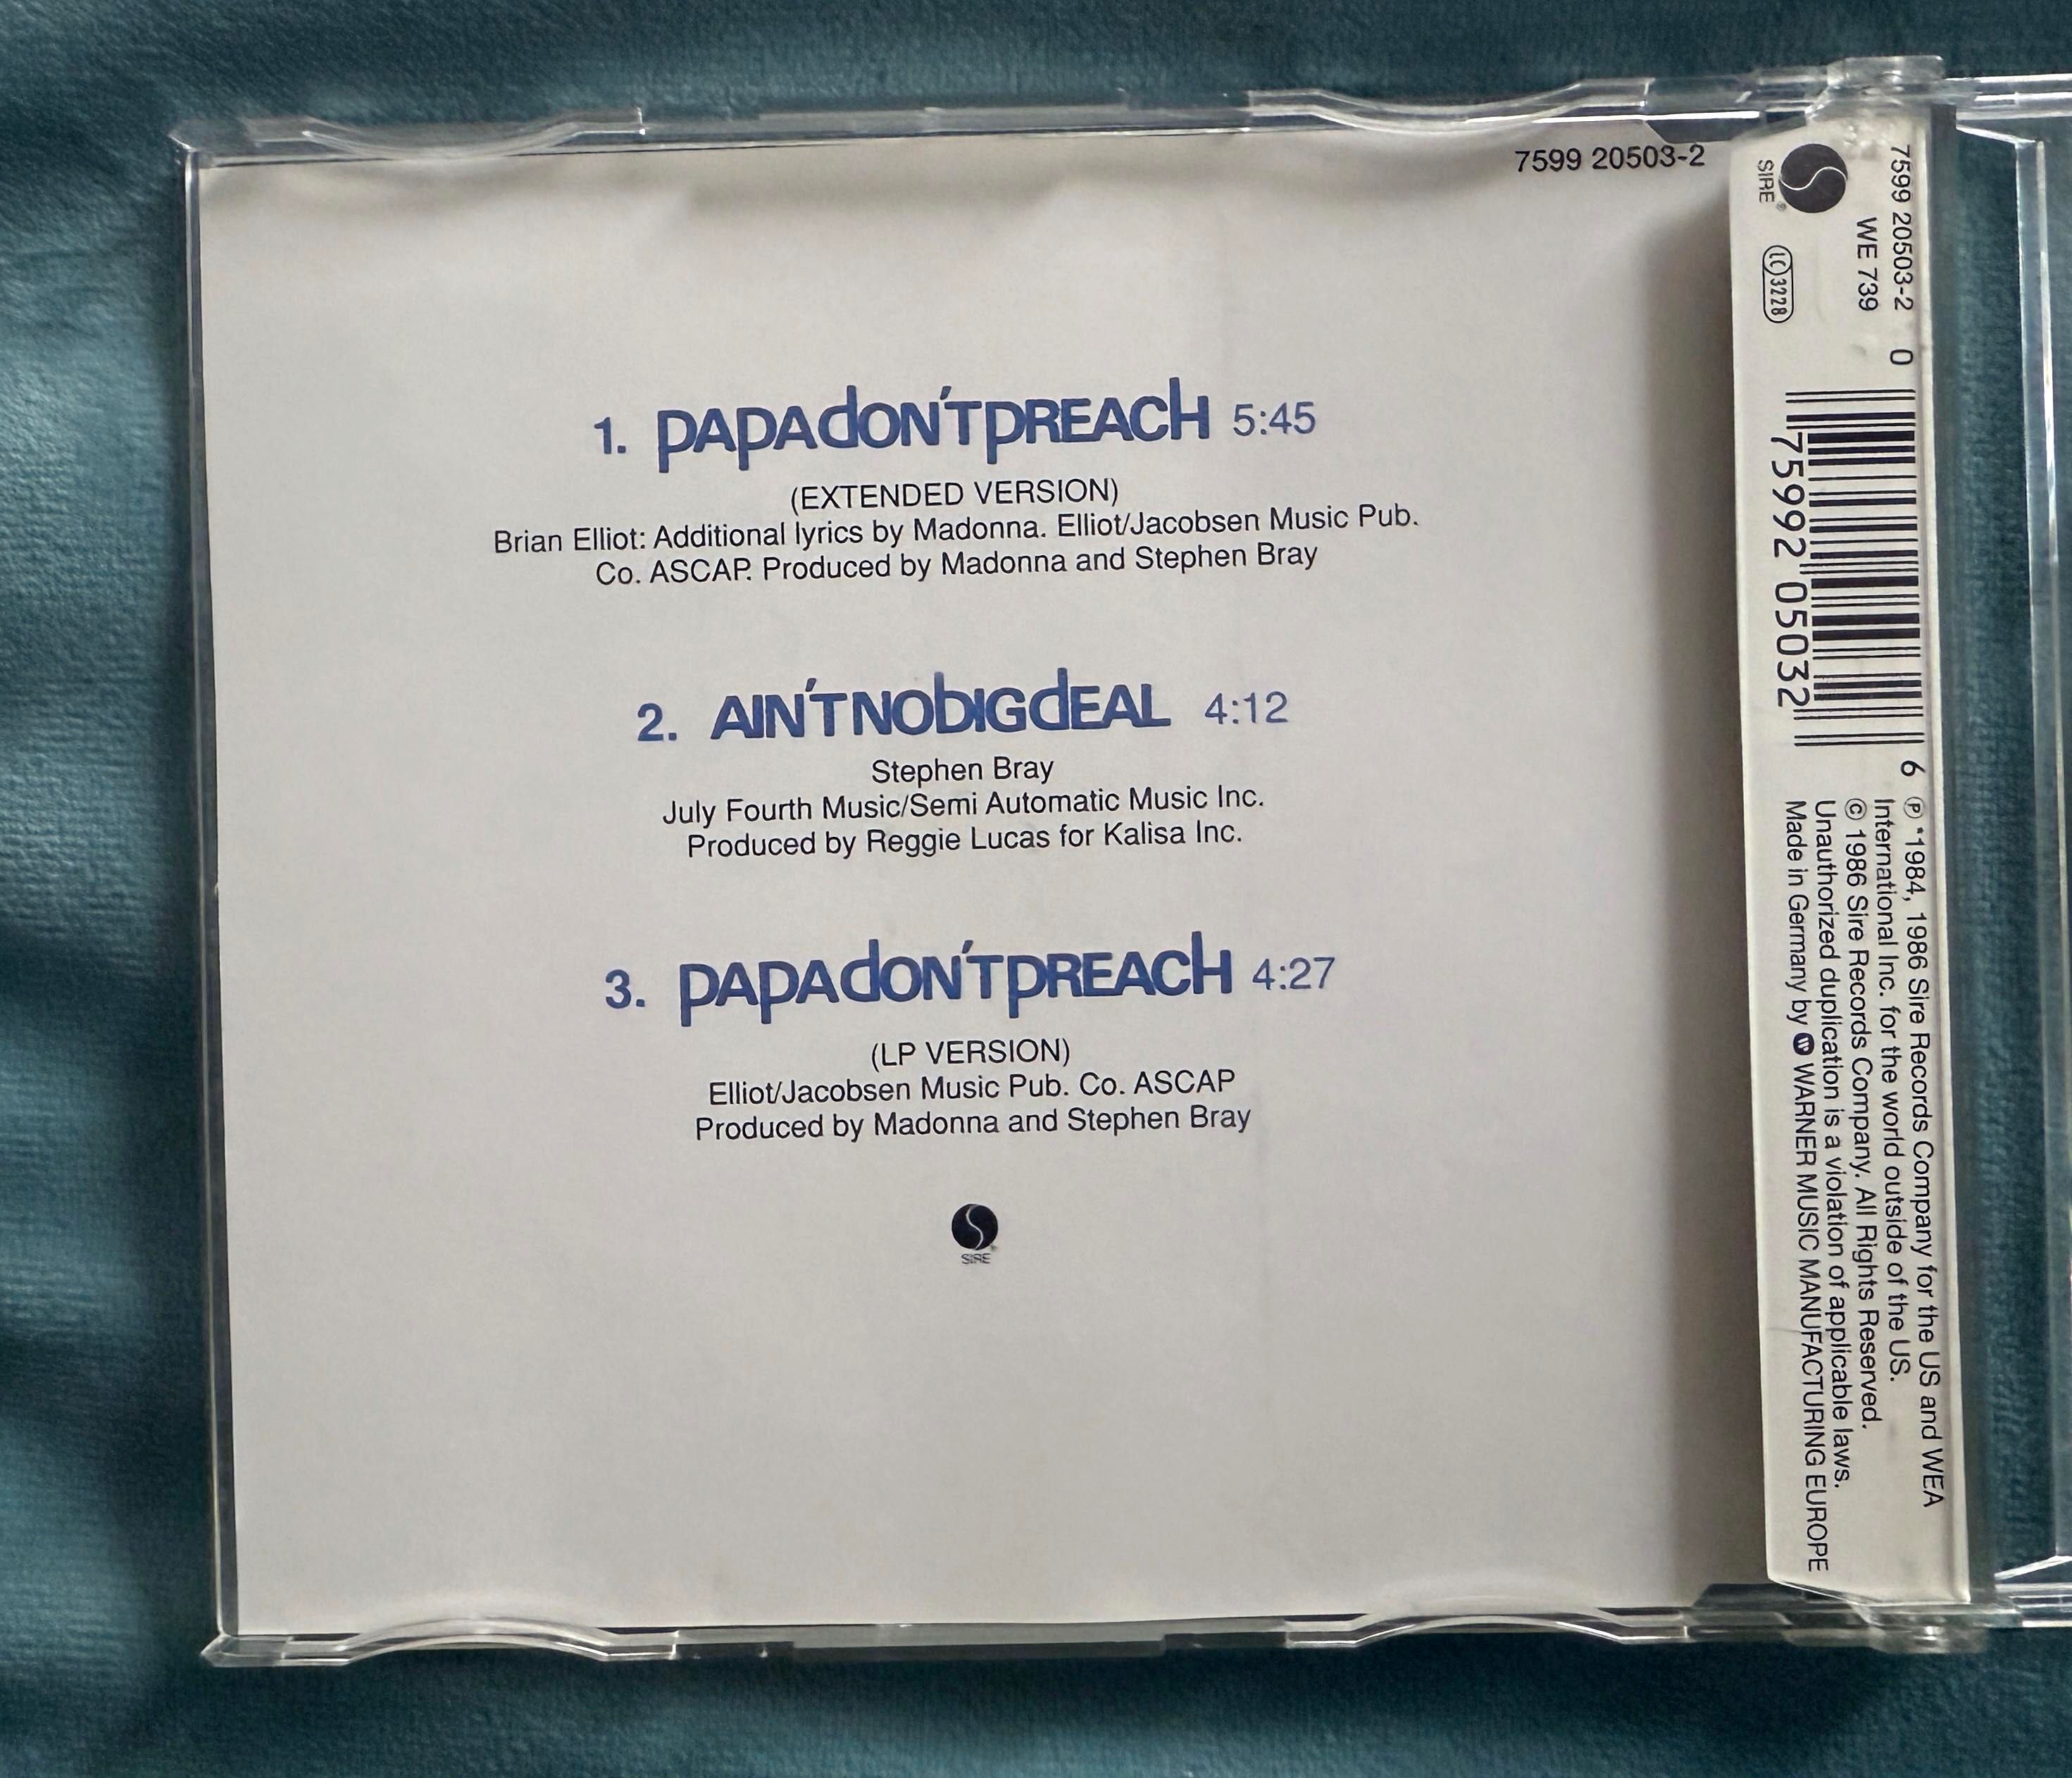 7599 20503-2
1. PAPAdON'TPREACH 5:45
(EXTENDED VERSION)
Brian Elliot: Additional lyrics by Madonna. Elliot/Jacobsen Music Pub.
Co. ASCAP. Produced by Madonna and Stephen Bray
2. AIN'TNObIGdEAL 4:12
Stephen Bray
July Fourth Music/Semi Automatic Music Inc.
Produced by Reggie Lucas for Kalisa Inc.
3. PAPAdON'TPREACH 4:27
(LP VERSION)
Elliot/Jacobsen Music Pub. Co. ASCAP
Produced by Madonna and Stephen Bray
SIRE
7599 20503-2
WE 739
SIRE ®
LC 3228
0 75992 05032 6
℗ *1984, 1986 Sire Records Company for the US and WEA
International Inc. for the world outside of the US.
© 1986 Sire Records Company. All Rights Reserved.
Unauthorized duplication is a violation of applicable laws.
Made in Germany by WARNER MUSIC MANUFACTURING EUROPE